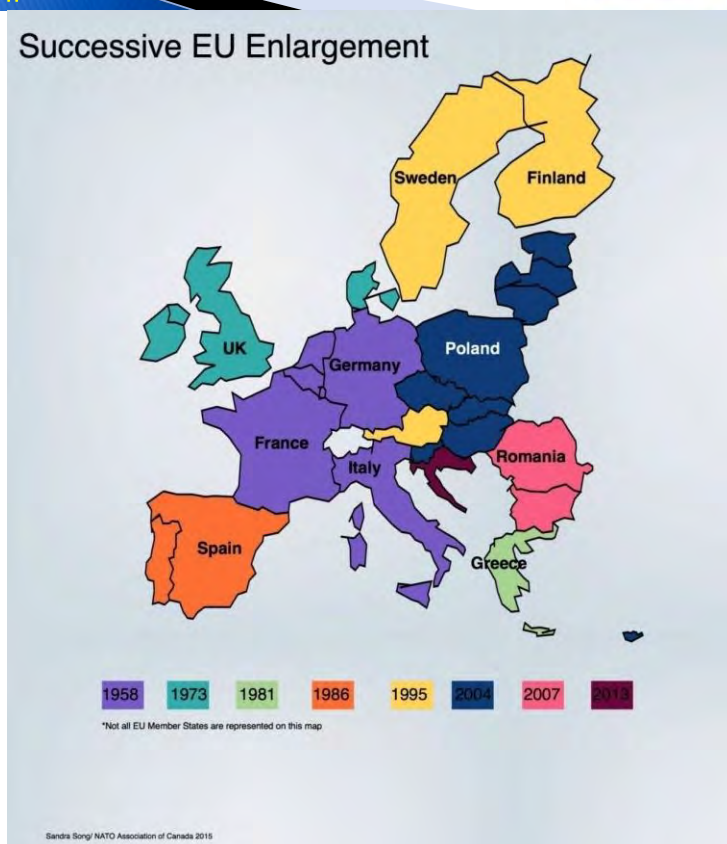 Successive EU Enlargement
Sweden
Finland
UK
Poland
Germany
France
Romania
Italy
Spain
Greece
1958 1973 1981 1986 1995 2004 2007 2013
*Not all EU Member States are represented on this map
Sandra Song/ NATO Association of Canada 2015